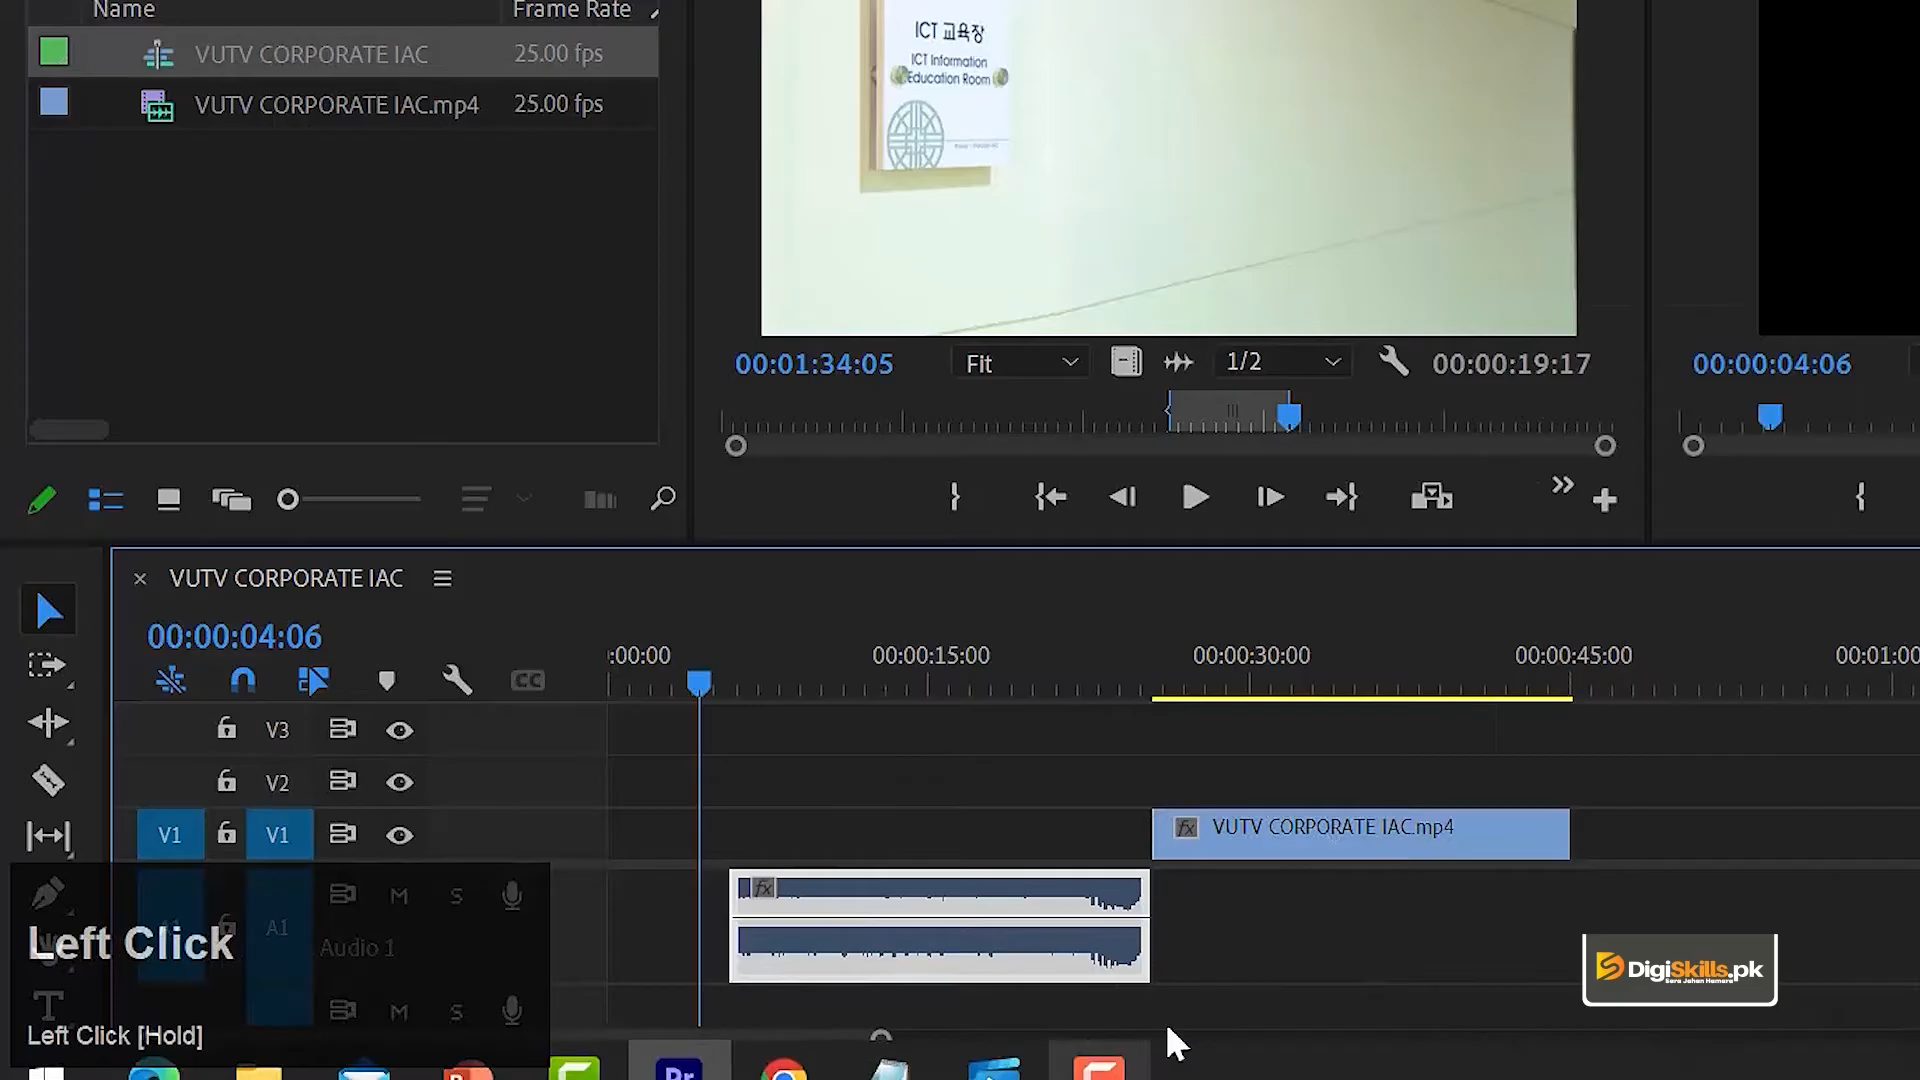 Name Frame Rate
VUTV CORPORATE IAC 25.00 fps
VUTV CORPORATE IAC.mp4 25.00 fps
ICT 교육장
ICT Information
Education Room
00:01:34:05 Fit 1/2 00:00:19:17 00:00:04:06
VUTV CORPORATE IAC
00:00:04:06
:00:00 00:00:15:00 00:00:30:00 00:00:45:00 00:01:00
CC
V3
V2
V1 V1 fx VUTV CORPORATE IAC.mp4
M S fx
A1
Left Click
Audio 1
M S
Left Click [Hold]
DigiSkills.pk
Pr